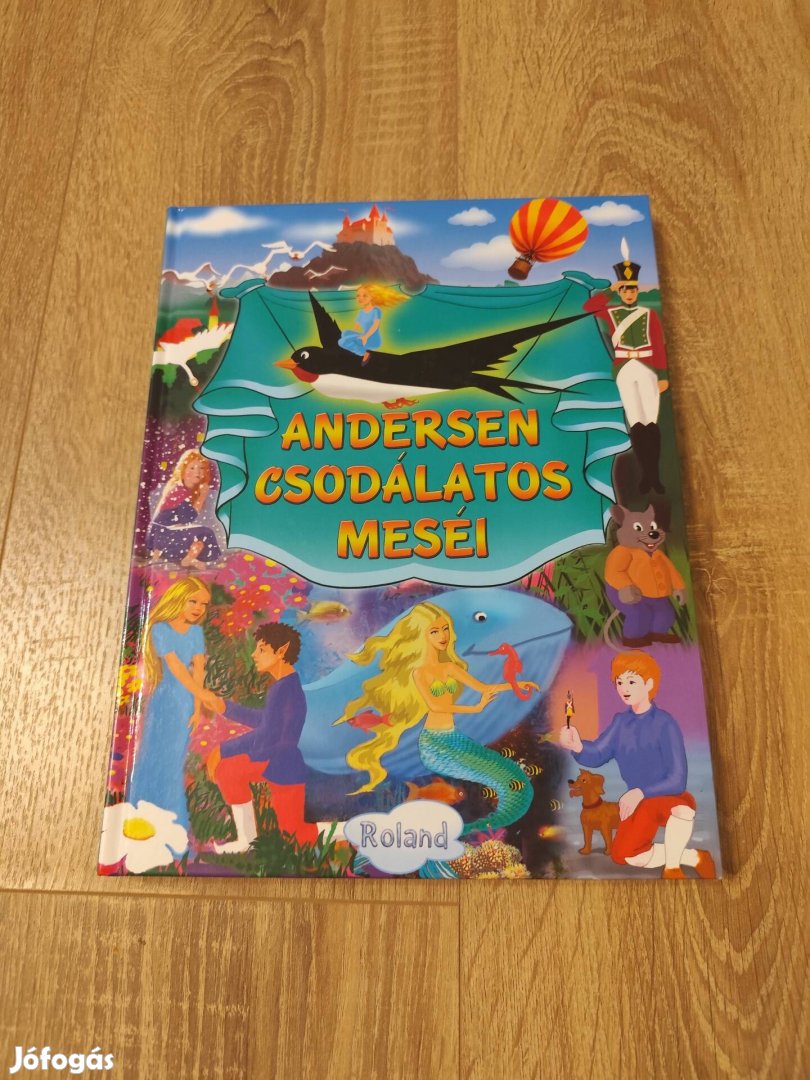 ANDERSEN
CSODÁLATOS
MESÉI
Roland
Jófogás